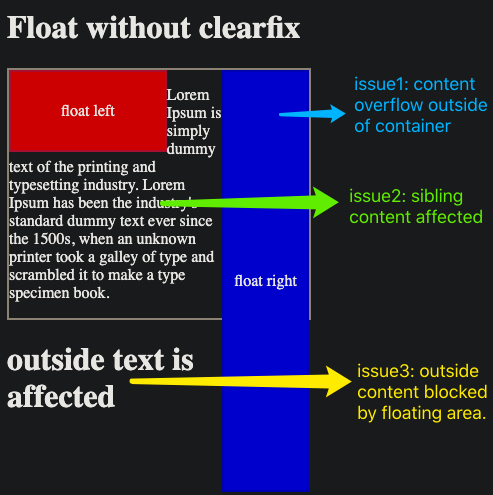 Float without clearfix
float left
Lorem
Ipsum is
simply
dummy
text of the printing and
typesetting industry. Lorem
Ipsum has been the industry's
standard dummy text ever since
the 1500s, when an unknown
printer took a galley of type and
scrambled it to make a type
specimen book.
float right
issue1: content
overflow outside
of container
issue2: sibling
content affected
outside text is
affected
issue3: outside
content blocked
by floating area.